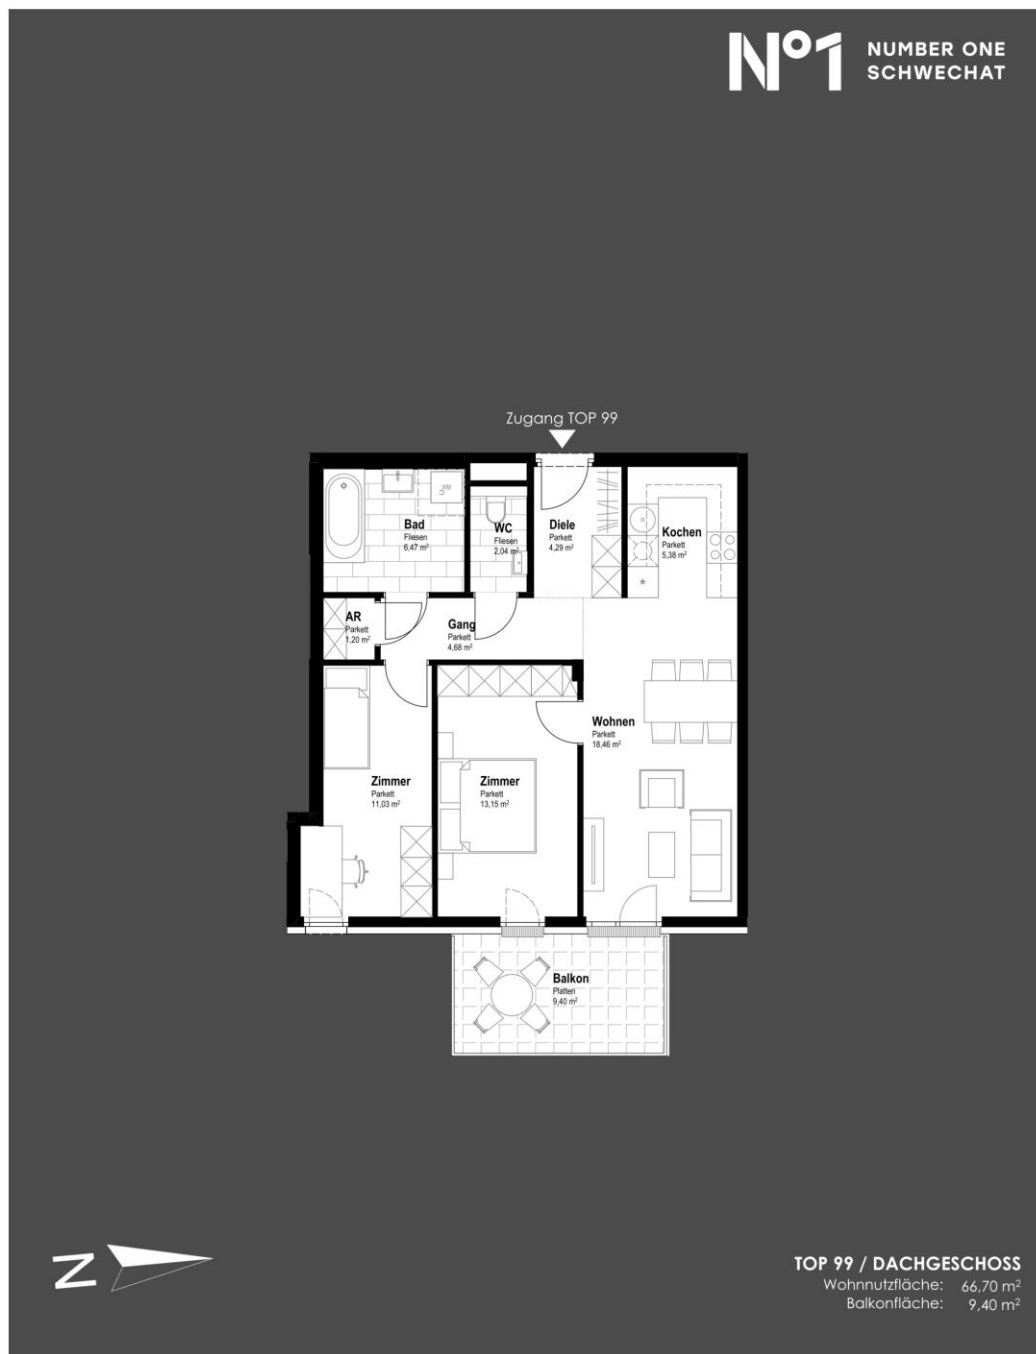 Nº1
NUMBER ONE
SCHWECHAT
Zugang TOP 99
Bad
Fliesen
6,47 m²
WM
WC
Fliesen
2,04 m²
Diele
Parkett
4,29 m²
Kochen
Parkett
5,38 m²
*
AR
Parkett
1,20 m²
Gang
Parkett
4,68 m²
Wohnen
Parkett
18,46 m²
Zimmer
Parkett
11,03 m²
Zimmer
Parkett
13,15 m²
Balkon
Platten
9,40 m²
N
TOP 99 / DACHGESCHOSS
Wohnnutzfläche: 66,70 m²
Balkonfläche: 9,40 m²